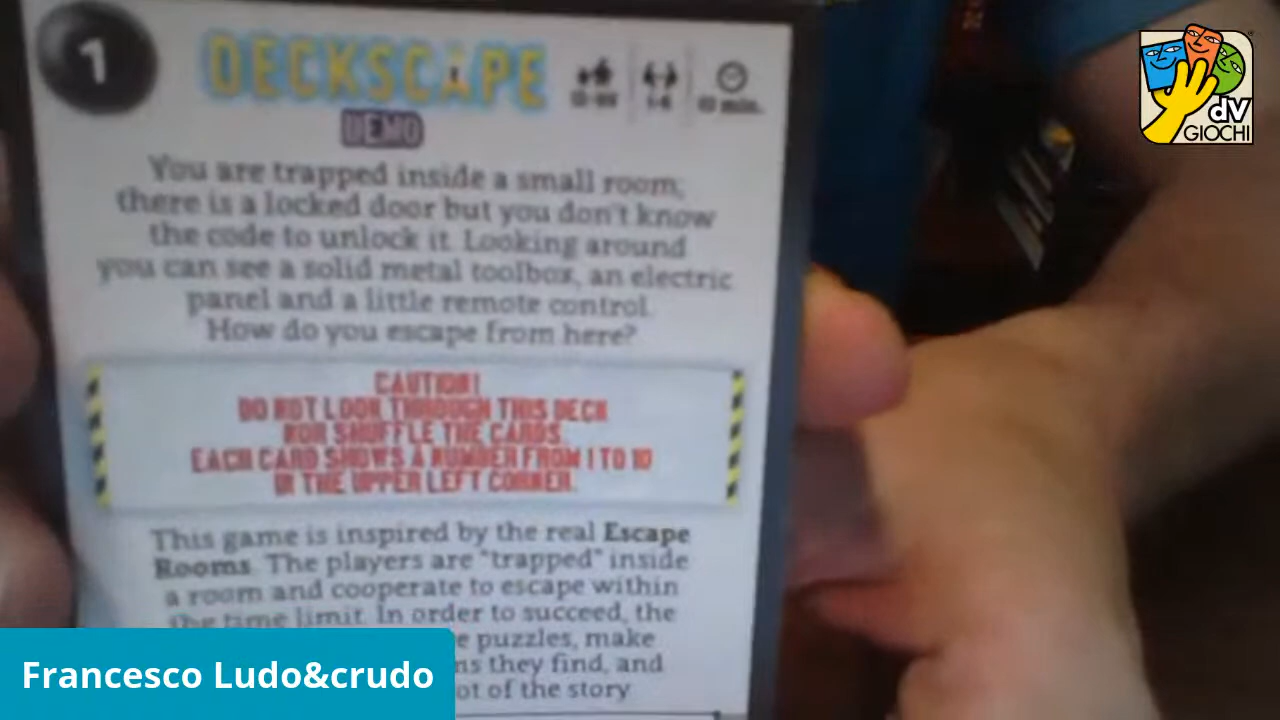 1
DECKSCAPE
DEMO
1-6
10 min.
You are trapped inside a small room;
there is a locked door but you don't know
the code to unlock it. Looking around
you can see a solid metal toolbox, an electric
panel and a little remote control.
How do you escape from here?
CAUTION!
DO NOT LOOK THROUGH THIS DECK
NOR SHUFFLE THE CARDS.
EACH CARD SHOWS A NUMBER FROM 1 TO 10
IN THE UPPER LEFT CORNER.
This game is inspired by the real Escape
Rooms. The players are "trapped" inside
a room and cooperate to escape within
the time limit. In order to succeed, the
puzzles, make
they find, and
of the story
Francesco Ludo&crudo
dv
GIOCHI